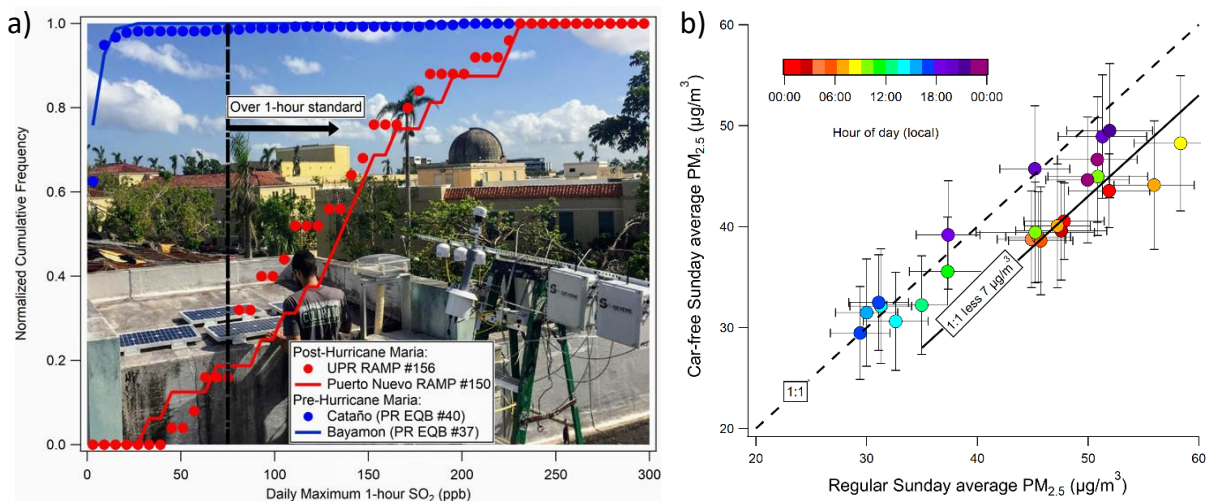 a)
Normalized Cumulative Frequency
1.0
0.8
0.6
0.4
0.2
0.0
Over 1-hour standard
Post-Hurricane Maria:
UPR RAMP #156
Puerto Nuevo RAMP #150
Pre-Hurricane Maria:
Cataño (PR EQB #40)
Bayamon (PR EQB #37)
0 50 100 150 200 250 300
Daily Maximum 1-hour SO₂ (ppb)
b)
Car-free Sunday average PM₂.₅ (µg/m³)
60
50
40
30
20
00:00 06:00 12:00 18:00 00:00
Hour of day (local)
1:1 less 7 µg/m³
1:1
20 30 40 50 60
Regular Sunday average PM₂.₅ (µg/m³)